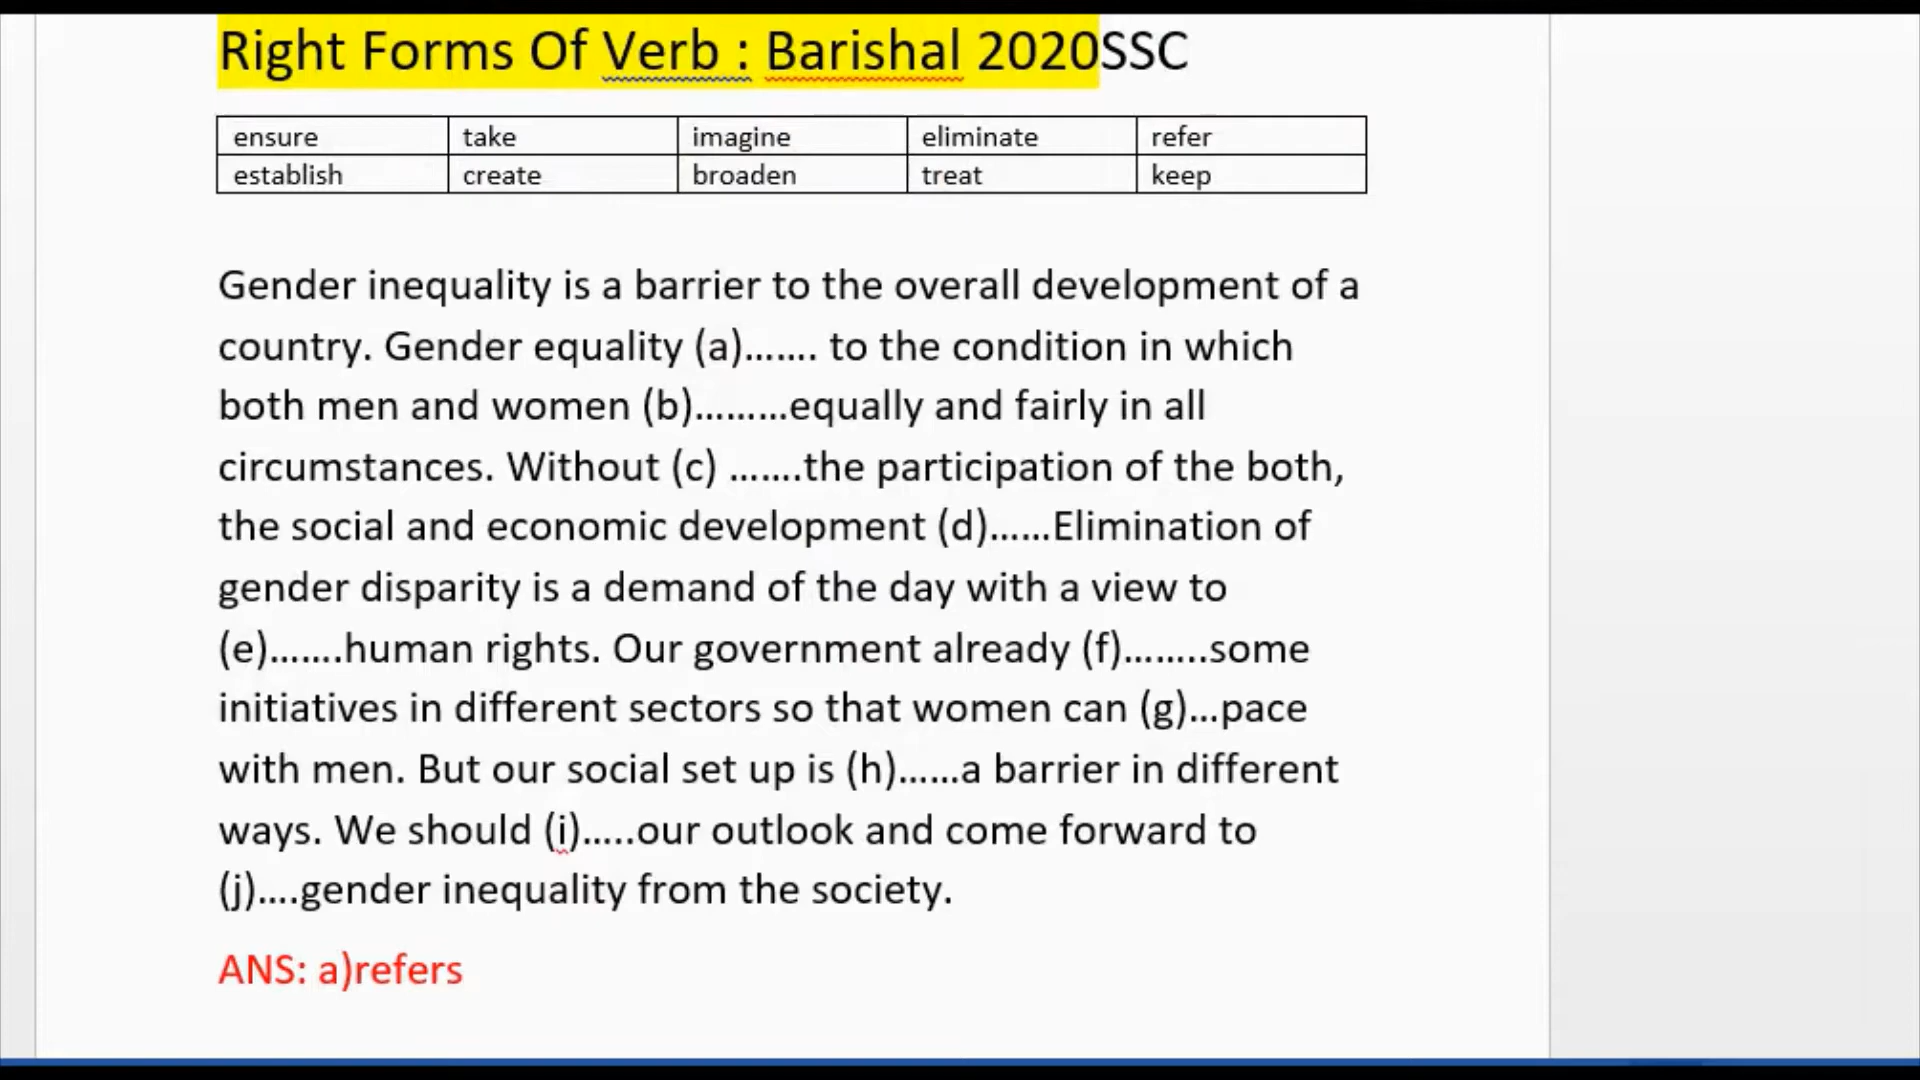 Right Forms Of Verb : Barishal 2020SSC
ensure take imagine eliminate refer
establish create broaden treat keep
Gender inequality is a barrier to the overall development of a
country. Gender equality (a)....... to the condition in which
both men and women (b).........equally and fairly in all
circumstances. Without (c) .......the participation of the both,
the social and economic development (d)......Elimination of
gender disparity is a demand of the day with a view to
(e).......human rights. Our government already (f)........some
initiatives in different sectors so that women can (g)...pace
with men. But our social set up is (h)......a barrier in different
ways. We should (i).....our outlook and come forward to
(j)....gender inequality from the society.
ANS: a)refers